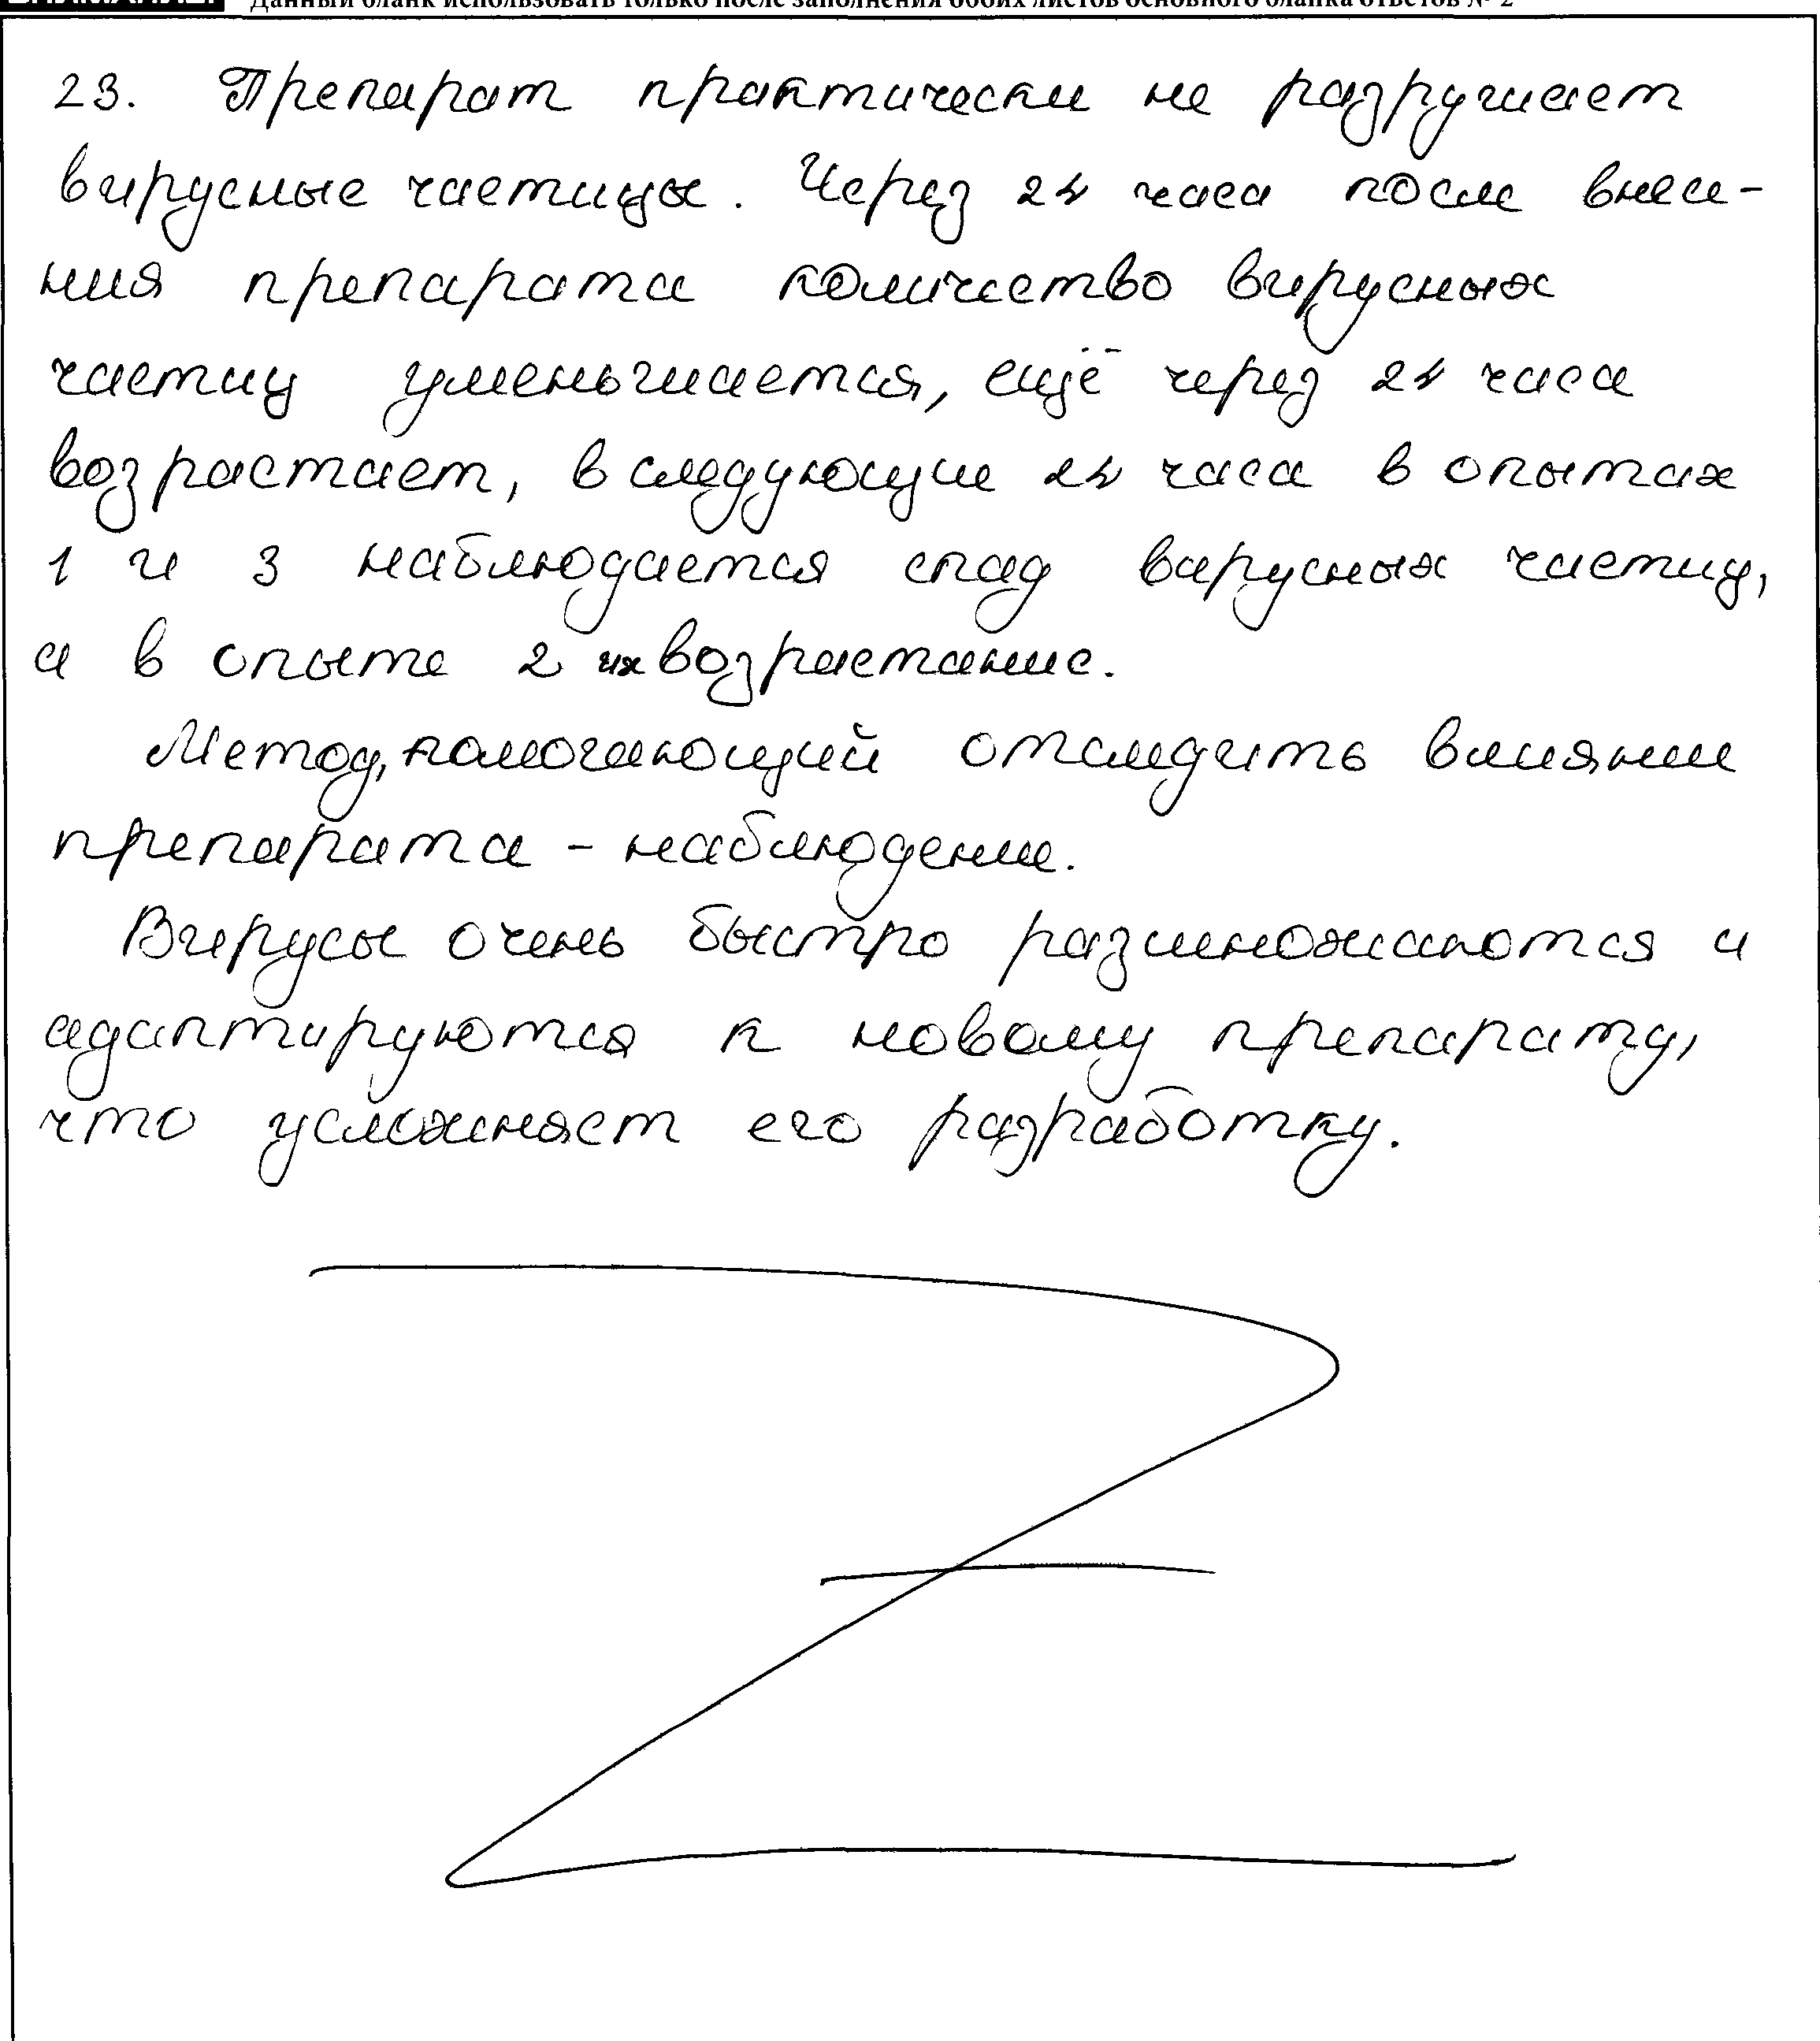 Данный бланк использовать только после заполнения обоих листов основного бланка ответов № 2
23. Препарат практически не разрушает
вирусные частицы. Через 24 часа после внесе-
ния препарата количество вирусных
частиц уменьшается, ещё через 24 часа
возрастает, в следующие 24 часа в опытах
1 и 3 наблюдается спад вирусных частиц,
а в опыте 2 их возрастание.
Метод, помогающий отследить влияние
препарата - наблюдение.
Вирусы очень быстро размножаются и
адаптируются к новому препарату,
что усложняет его разработку.